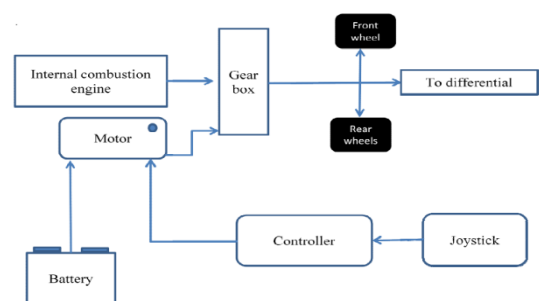 Front
wheel
Internal combustion
engine
Gear
box
To differential
Motor
Rear
wheels
Controller
Joystick
Battery